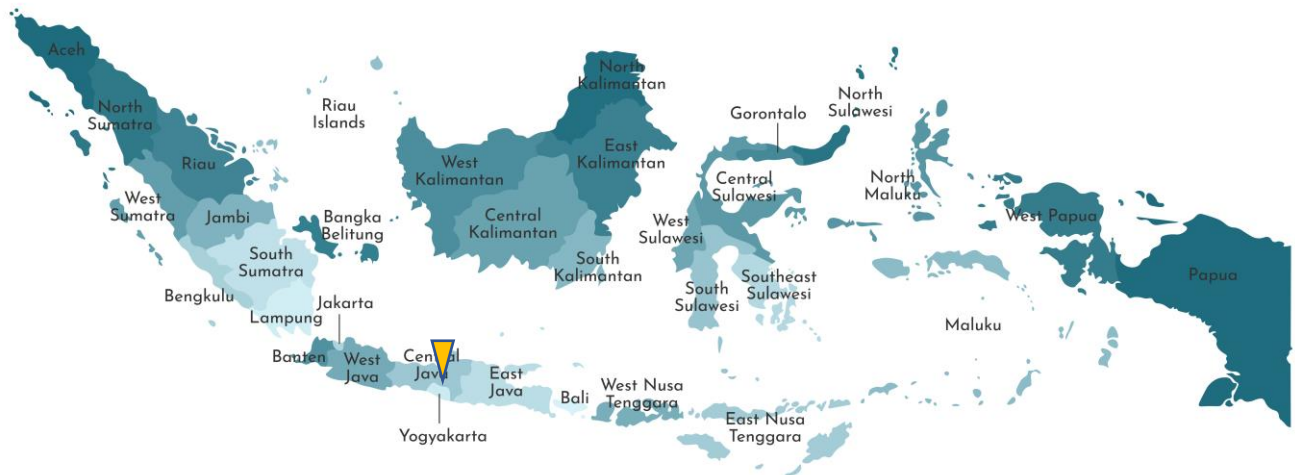 Aceh
North
Sumatra
Riau
Islands
North
Kalimantan
Gorontalo
North
Sulawesi
Riau
West
Kalimantan
East
Kalimantan
Central
Sulawesi
North
Maluku
West
Sumatra
Jambi
Bangka
Belitung
Central
Kalimantan
West
Sulawesi
West Papua
South
Sumatra
South
Kalimantan
Southeast
Sulawesi
Papua
Bengkulu
Jakarta
South
Sulawesi
Lampung
Maluku
Banten
West
Java
Central
Java
East
Java
Bali
West Nusa
Tenggara
Yogyakarta
East Nusa
Tenggara